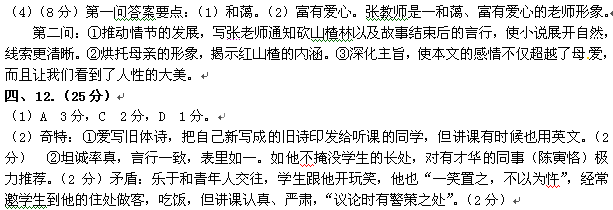 (4)(8分)第一问答案要点:(1)和蔼。(2)富有爱心。张教师是一和蔼、富有爱心的老师形象。
第二问:①推动情节的发展,写张老师通知砍山楂林以及故事结束后的言行,使小说展开自然,
线索更清晰。②烘托母亲的形象,揭示红山楂的内涵。③深化主旨,使本文的感情不仅超越了母爱,
而且让我们看到了人性的大美。
四、12.(25分)
(1)A 3分,C 2分,D 1分。
(2)奇特:①爱写旧体诗,把自己新写成的旧诗印发给听课的同学,但讲课有时候也用英文。(2
分) ②坦诚率真,言行一致,表里如一。如他不掩没学生的长处,对有才华的同事(陈寅恪)极
力推荐。(2分)矛盾:乐于和青年人交往,学生跟他开玩笑,他也“一笑置之,不以为忤”,经常
邀学生到他的住处做客,吃饭,但讲课认真、严肃,“议论时有警策之处”。(2分)